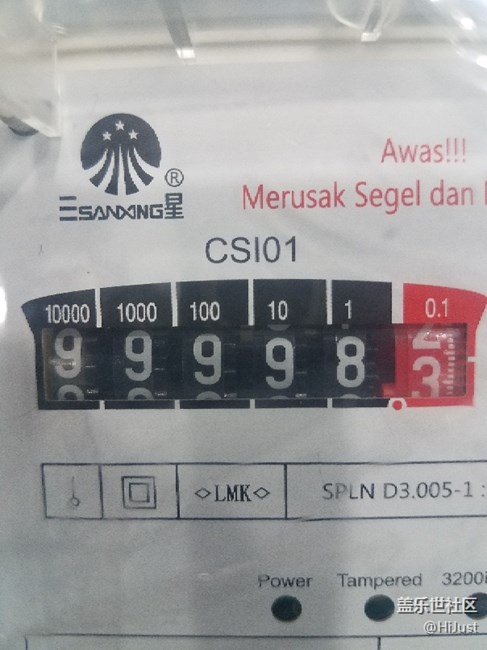 Awas!!!
®
Merusak Segel dan
三SANXING星
CSI01
10000 1000 100 10 1 0.1
9 9 9 9 8 3
LMK
SPLN D3.005-1 :
Power Tampered 3200i
盖乐世社区
@HiJust